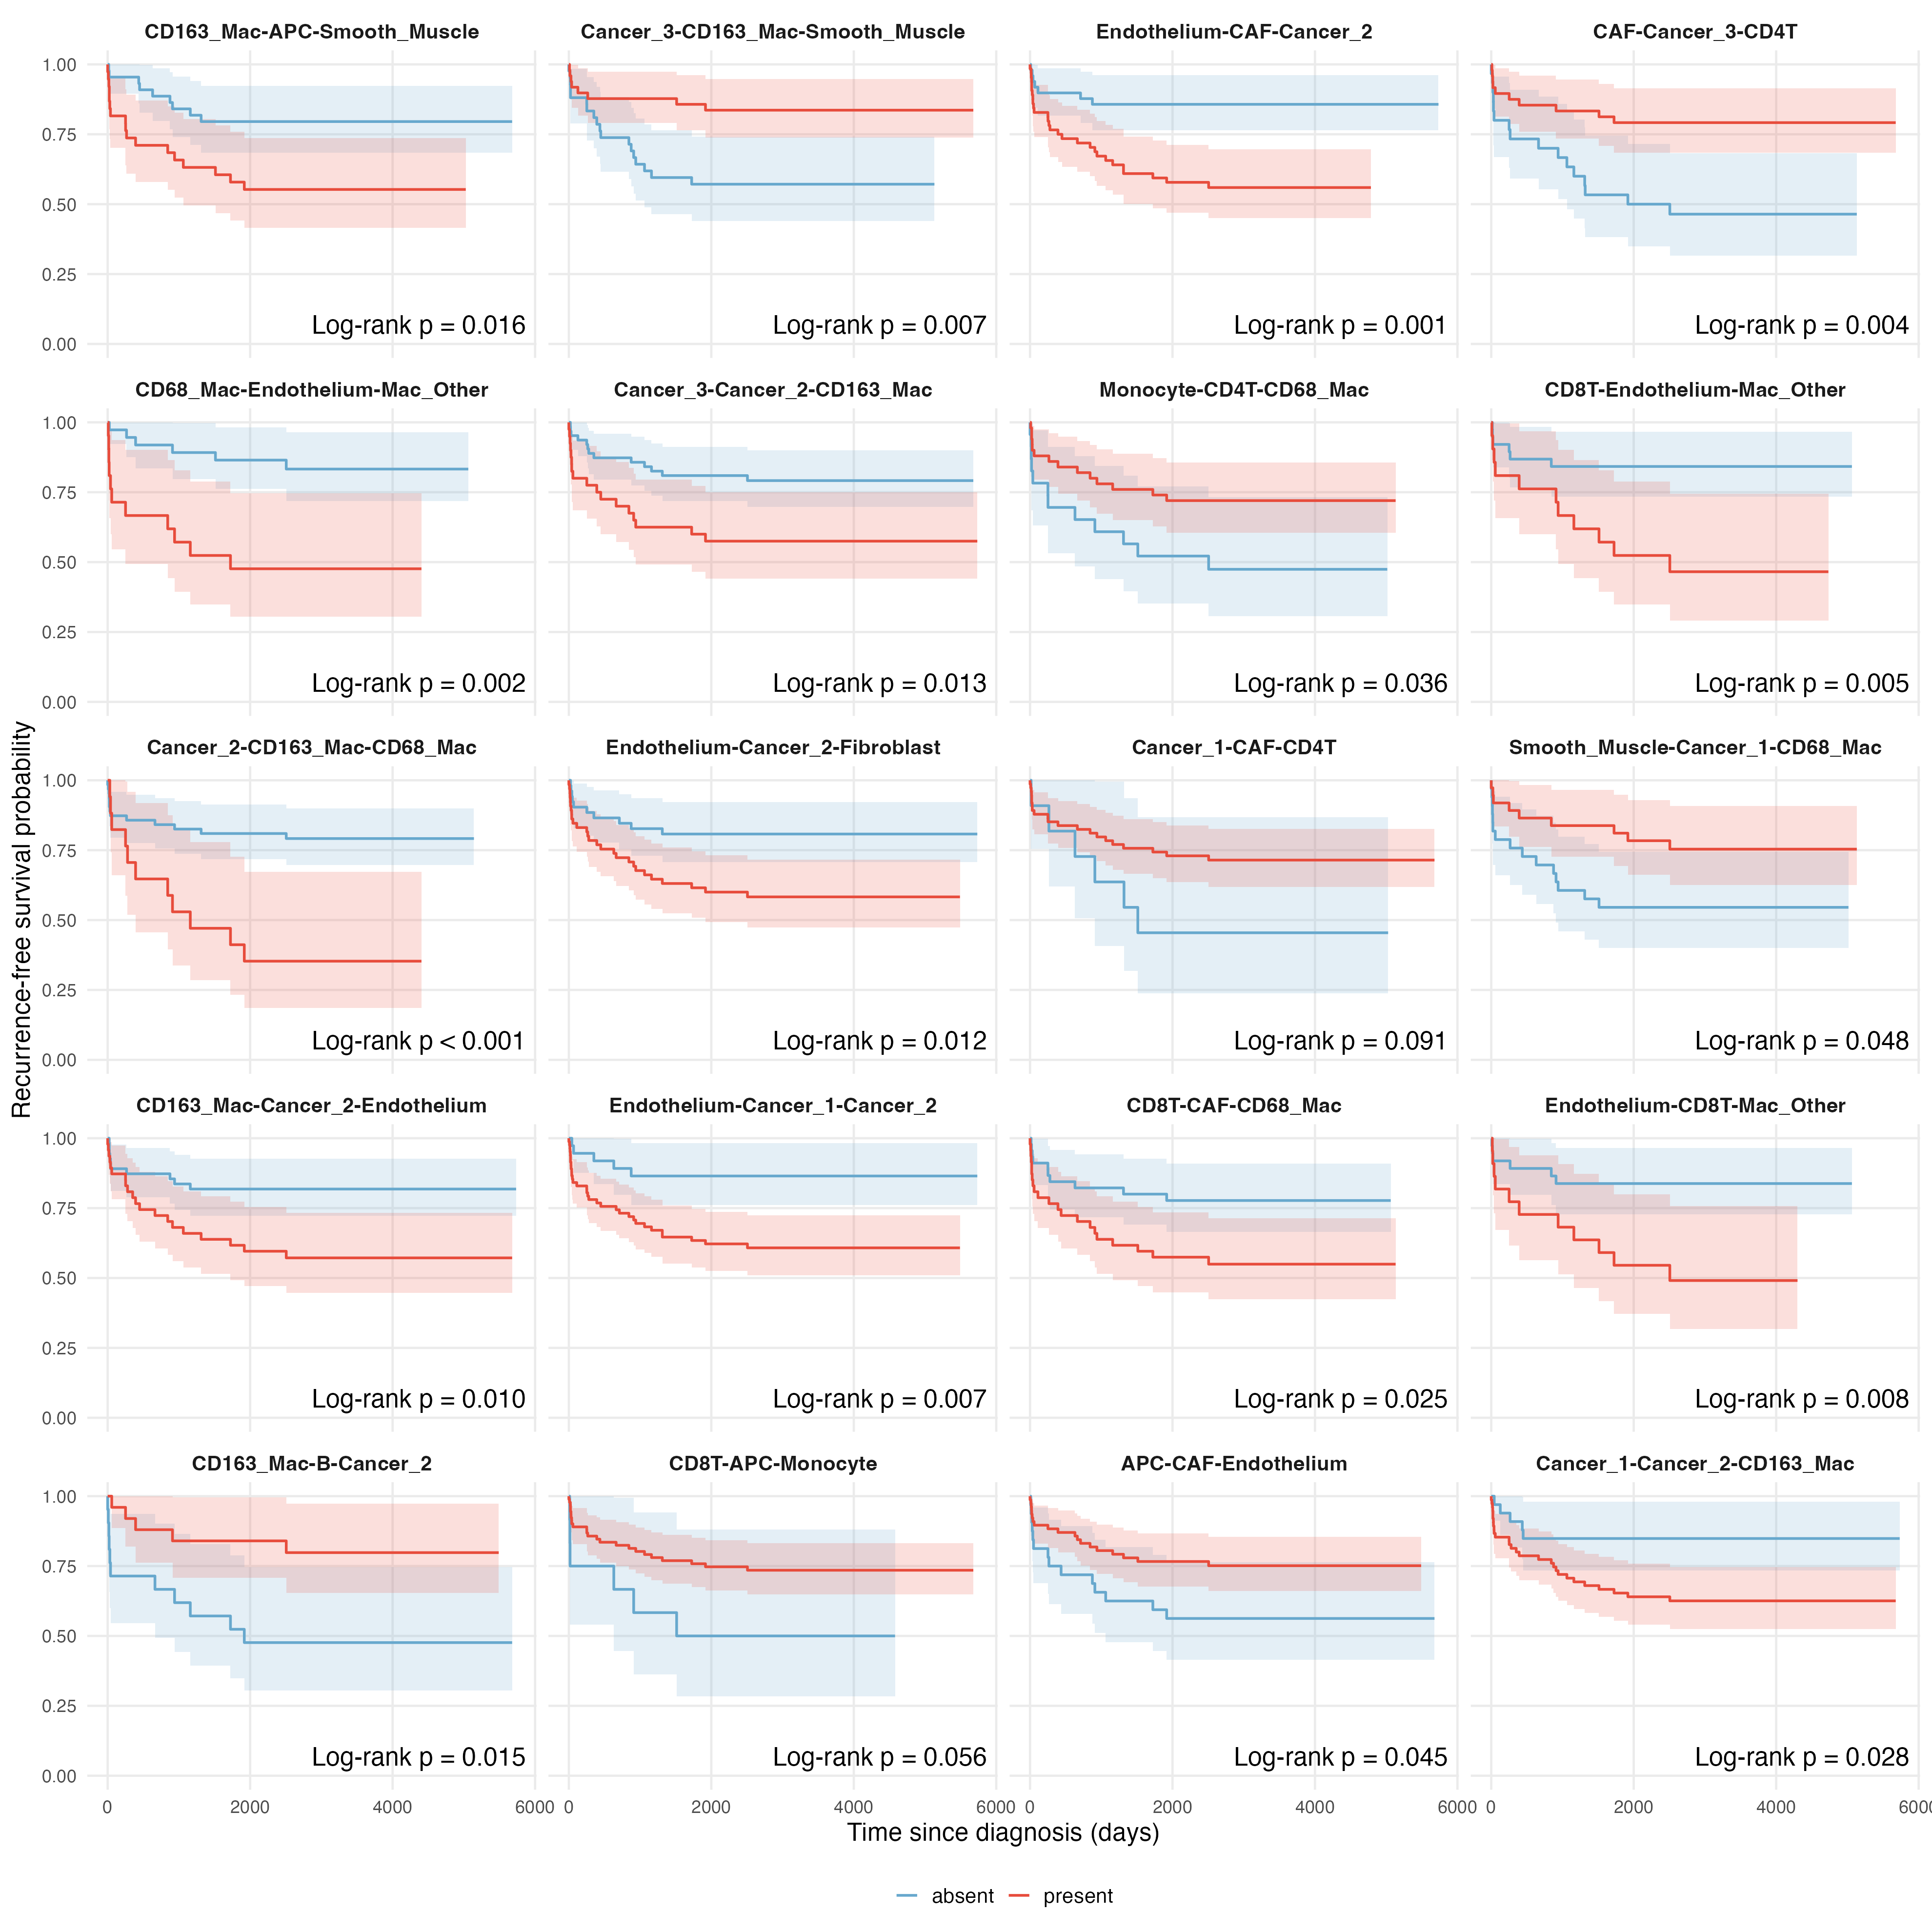 CD163_Mac-APC-Smooth_Muscle
Cancer_3-CD163_Mac-Smooth_Muscle
Endothelium-CAF-Cancer_2
CAF-Cancer_3-CD4T
1.00
0.75
0.50
0.25
0.00
Log-rank p = 0.016
Log-rank p = 0.007
Log-rank p = 0.001
Log-rank p = 0.004
CD68_Mac-Endothelium-Mac_Other
Cancer_3-Cancer_2-CD163_Mac
Monocyte-CD4T-CD68_Mac
CD8T-Endothelium-Mac_Other
1.00
0.75
0.50
0.25
0.00
Log-rank p = 0.002
Log-rank p = 0.013
Log-rank p = 0.036
Log-rank p = 0.005
Recurrence-free survival probability
Cancer_2-CD163_Mac-CD68_Mac
Endothelium-Cancer_2-Fibroblast
Cancer_1-CAF-CD4T
Smooth_Muscle-Cancer_1-CD68_Mac
1.00
0.75
0.50
0.25
0.00
Log-rank p < 0.001
Log-rank p = 0.012
Log-rank p = 0.091
Log-rank p = 0.048
CD163_Mac-Cancer_2-Endothelium
Endothelium-Cancer_1-Cancer_2
CD8T-CAF-CD68_Mac
Endothelium-CD8T-Mac_Other
1.00
0.75
0.50
0.25
0.00
Log-rank p = 0.010
Log-rank p = 0.007
Log-rank p = 0.025
Log-rank p = 0.008
CD163_Mac-B-Cancer_2
CD8T-APC-Monocyte
APC-CAF-Endothelium
Cancer_1-Cancer_2-CD163_Mac
1.00
0.75
0.50
0.25
0.00
Log-rank p = 0.015
Log-rank p = 0.056
Log-rank p = 0.045
Log-rank p = 0.028
0 2000 4000 6000
0 2000 4000 6000
0 2000 4000 6000
0 2000 4000 6000
Time since diagnosis (days)
absent present